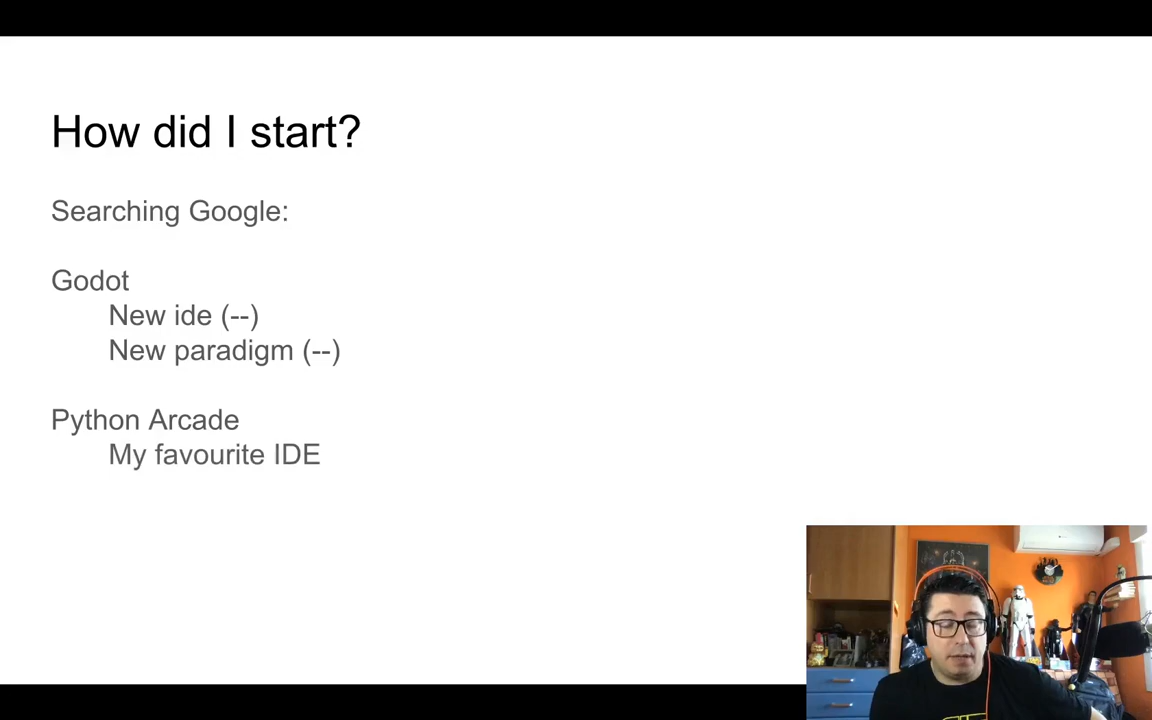 How did I start?
Searching Google:
Godot
New ide (--)
New paradigm (--)
Python Arcade
My favourite IDE